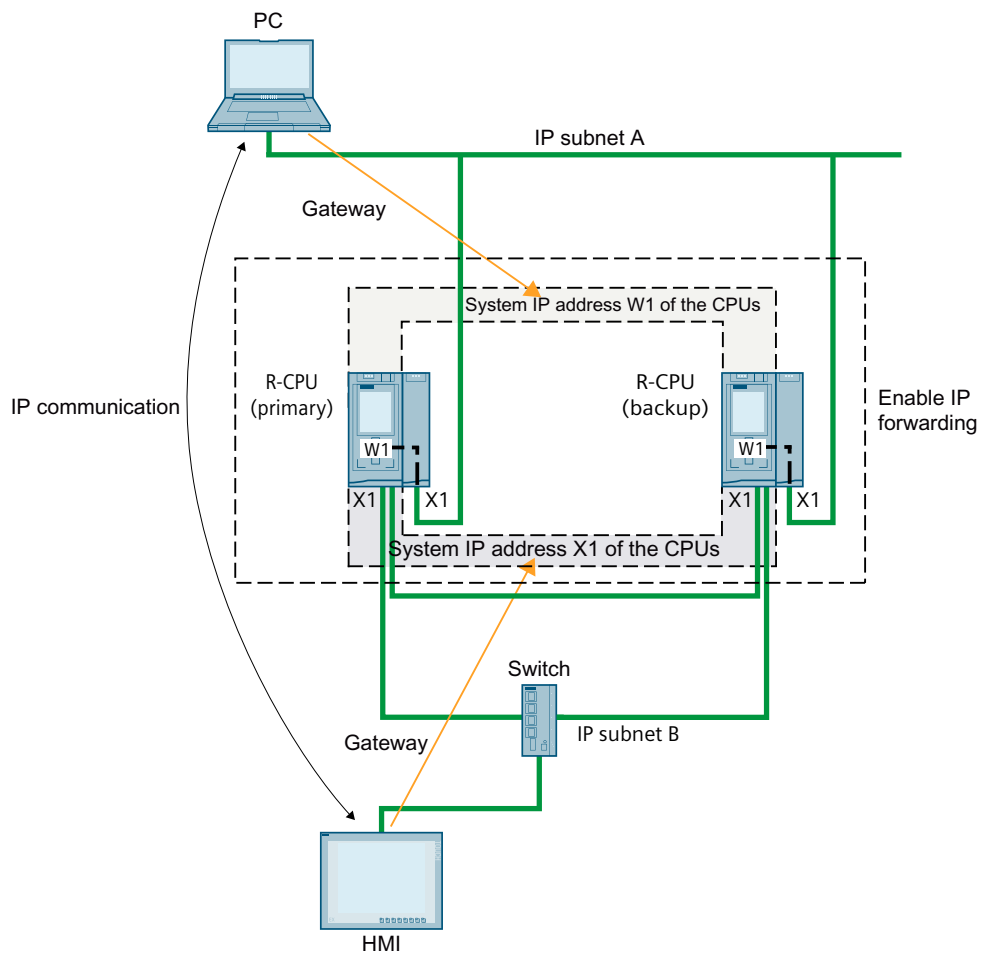 PC
IP subnet A
Gateway
System IP address W1 of the CPUs
R-CPU
(primary)
R-CPU
(backup)
IP communication
Enable IP
forwarding
W1
W1
X1
X1
X1
X1
System IP address X1 of the CPUs
Switch
Gateway
IP subnet B
HMI